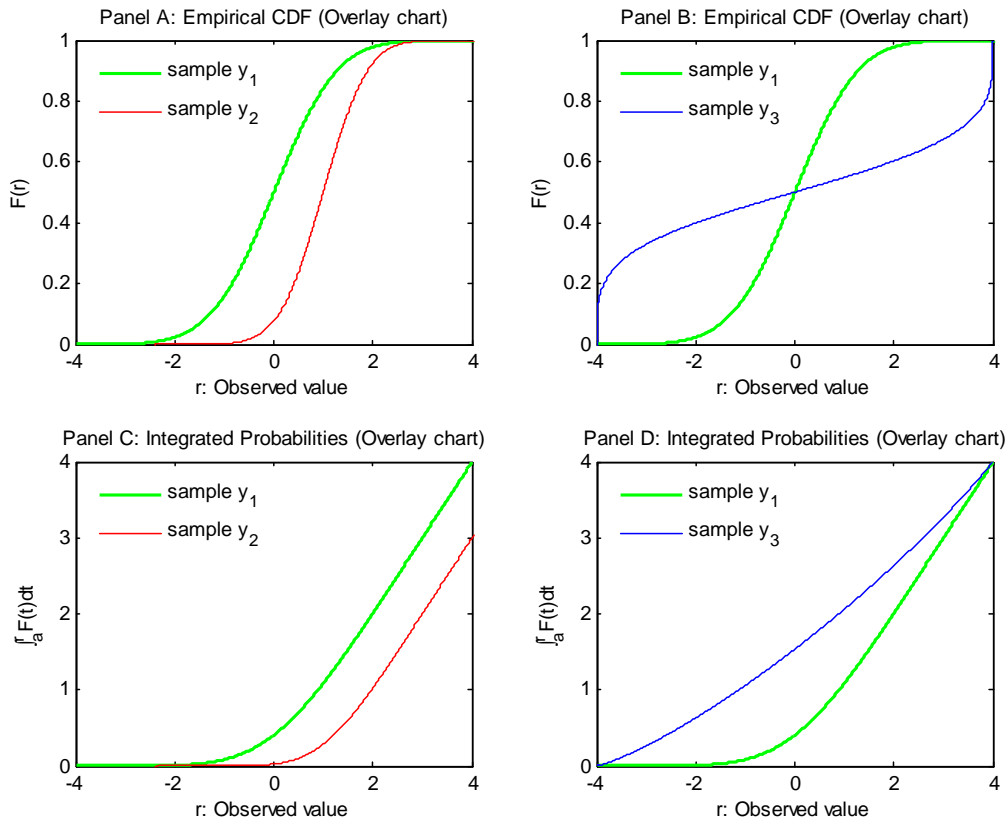 Panel A: Empirical CDF (Overlay chart)
1
0.8
0.6
0.4
0.2
0
F(r)
sample y1
sample y2
-4 -2 0 2 4
r: Observed value
Panel B: Empirical CDF (Overlay chart)
1
0.8
0.6
0.4
0.2
0
F(r)
sample y1
sample y3
-4 -2 0 2 4
r: Observed value
Panel C: Integrated Probabilities (Overlay chart)
4
3
2
1
0
∫arF(t)dt
sample y1
sample y2
-4 -2 0 2 4
r: Observed value
Panel D: Integrated Probabilities (Overlay chart)
4
3
2
1
0
∫arF(t)dt
sample y1
sample y3
-4 -2 0 2 4
r: Observed value